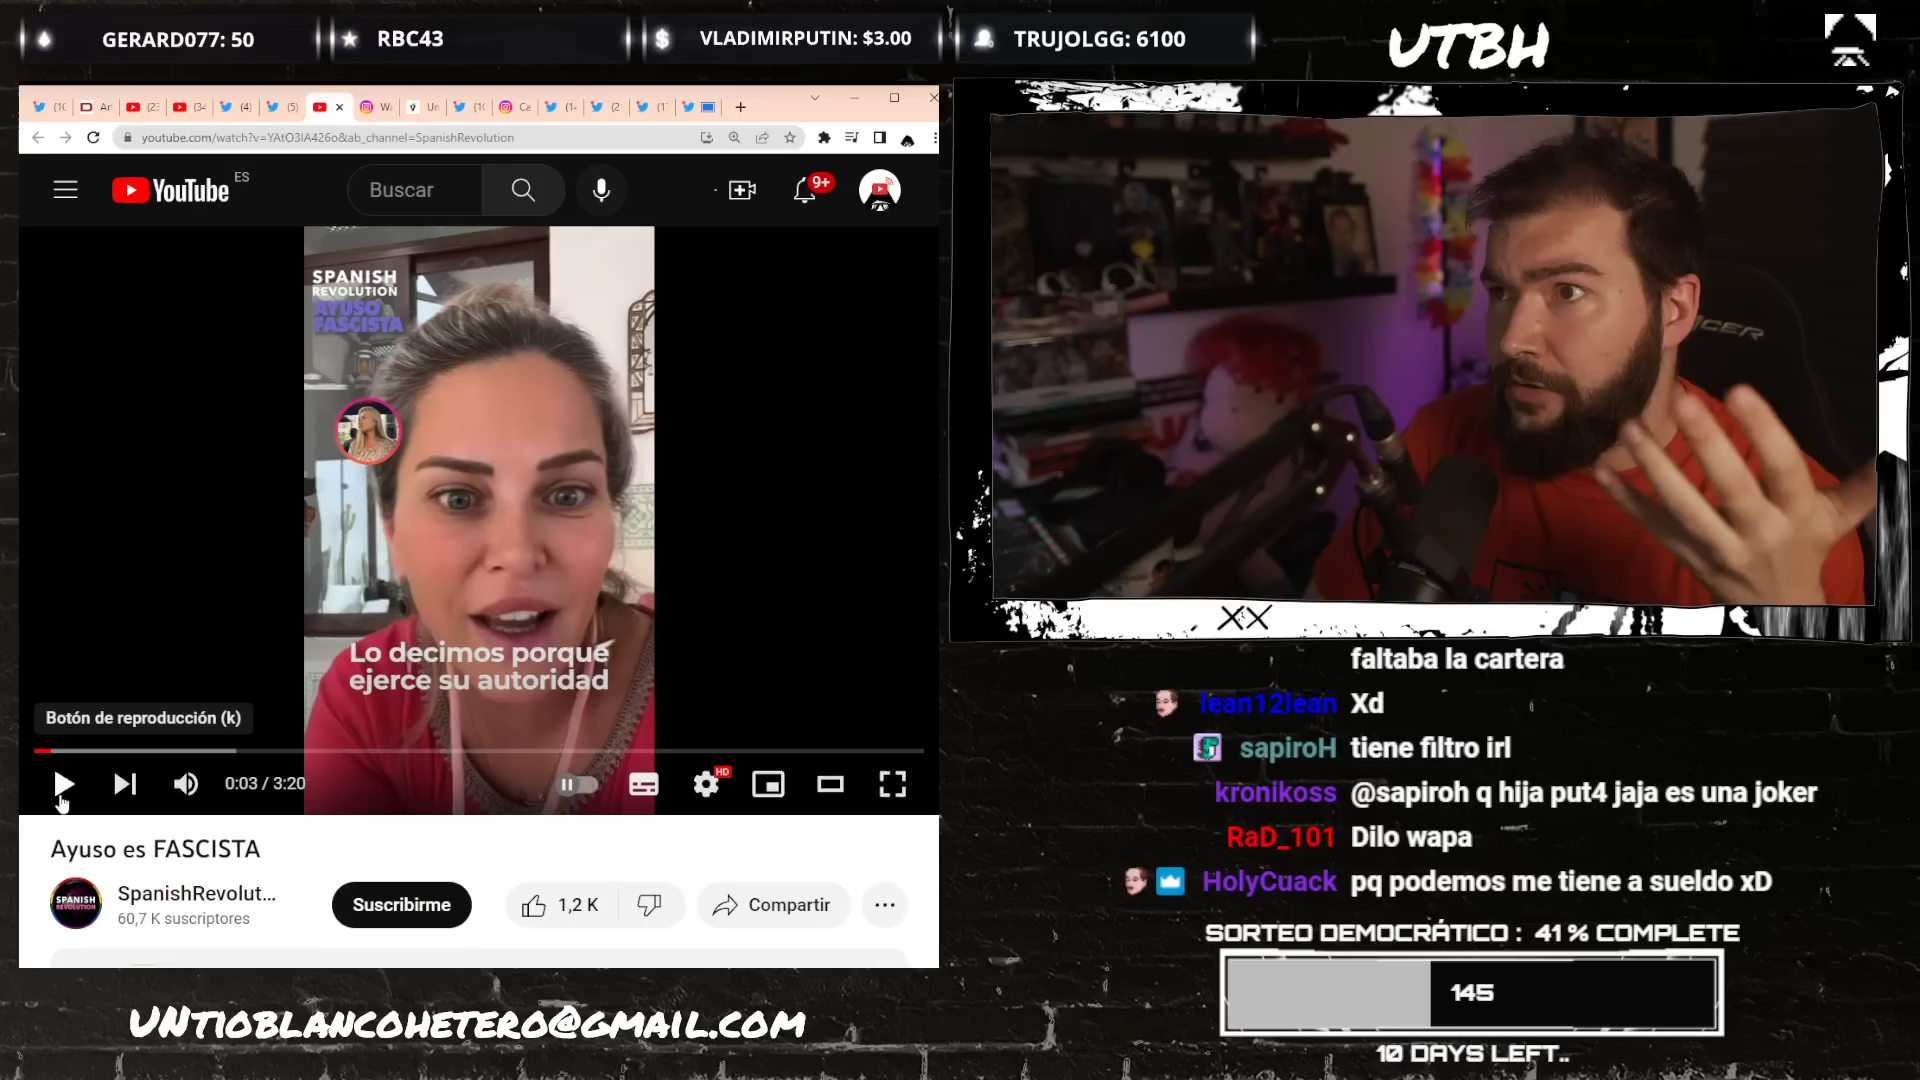 GERARD077: 50
RBC43
VLADIMIRPUTIN: $3.00
TRUJOLGG: 6100
UTBH
youtube.com/watch?v=YAtO3IA426o&ab_channel=SpanishRevolution
YouTube
ES
Buscar
9+
SPANISH
REVOLUTION
AYUSO
FASCISTA
Lo decimos porque
ejerce su autoridad
Botón de reproducción (k)
0:03 / 3:20
HD
Ayuso es FASCISTA
SPANISH
REVOLUTION
SpanishRevolut...
60,7 K suscriptores
Suscribirme
1,2 K
Compartir
UNTIOBLANCOHETERO@GMAIL.COM
XX
faltaba la cartera
lean12lean Xd
sapiroH tiene filtro irl
kronikoss @sapiroh q hija put4 jaja es una joker
RaD_101 Dilo wapa
HolyCuack pq podemos me tiene a sueldo xD
SORTEO DEMOCRÁTICO : 41 % COMPLETE
145
10 DAYS LEFT..